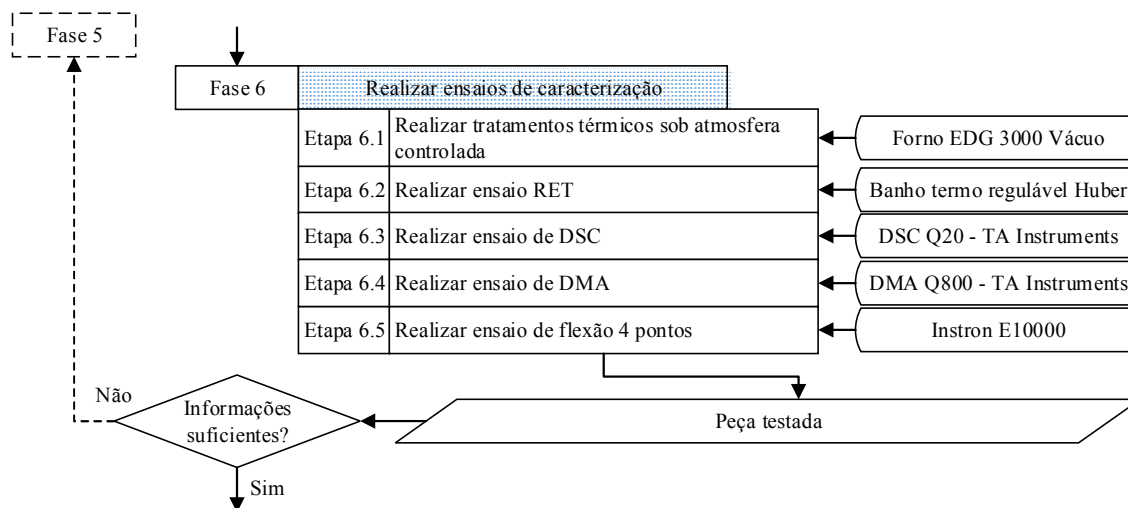 Fase 5
Fase 6
Realizar ensaios de caracterização
Etapa 6.1
Realizar tratamentos térmicos sob atmosfera
controlada
Forno EDG 3000 Vácuo
Etapa 6.2
Realizar ensaio RET
Banho termo regulável Huber
Etapa 6.3
Realizar ensaio de DSC
DSC Q20 - TA Instruments
Etapa 6.4
Realizar ensaio de DMA
DMA Q800 - TA Instruments
Etapa 6.5
Realizar ensaio de flexão 4 pontos
Instron E10000
Não
Informações
suficientes?
Peça testada
Sim